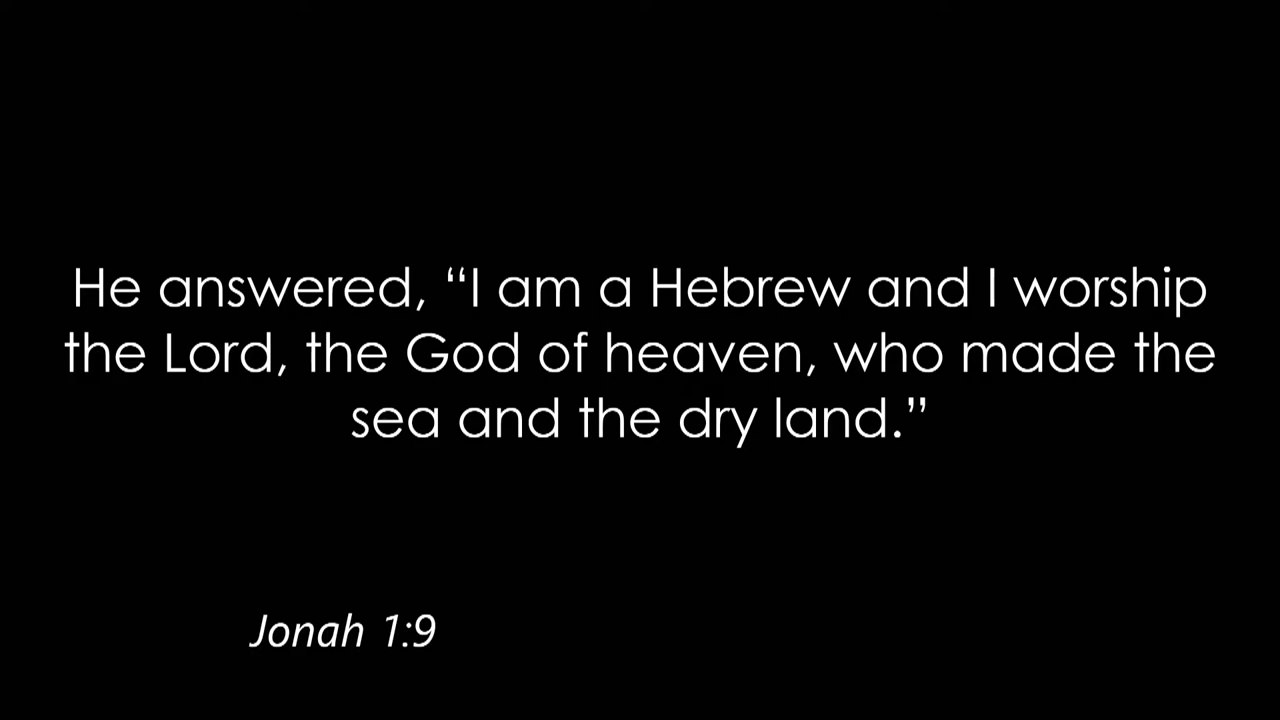 He answered, “I am a Hebrew and I worship
the Lord, the God of heaven, who made the
sea and the dry land.”
Jonah 1:9